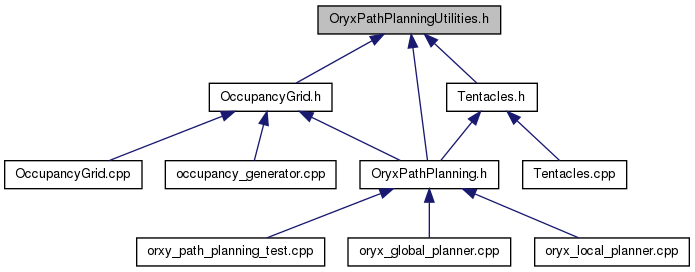 OryxPathPlanningUtilities.h
OccupancyGrid.h
Tentacles.h
OccupancyGrid.cpp
occupancy_generator.cpp
OryxPathPlanning.h
Tentacles.cpp
orxy_path_planning_test.cpp
oryx_global_planner.cpp
oryx_local_planner.cpp